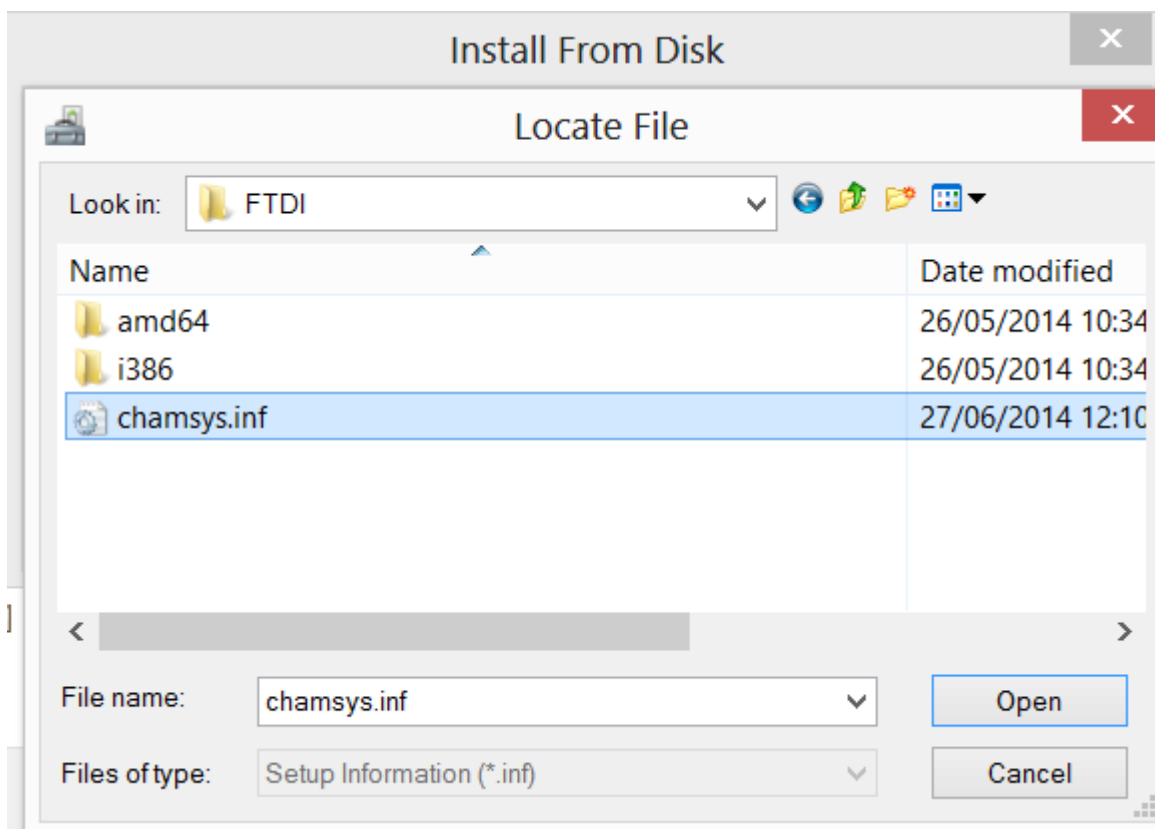 Install From Disk
Locate File
Look in: FTDI
Name Date modified
amd64 26/05/2014 10:34
i386 26/05/2014 10:34
chamsys.inf 27/06/2014 12:10
File name: chamsys.inf Open
Files of type: Setup Information (*.inf) Cancel